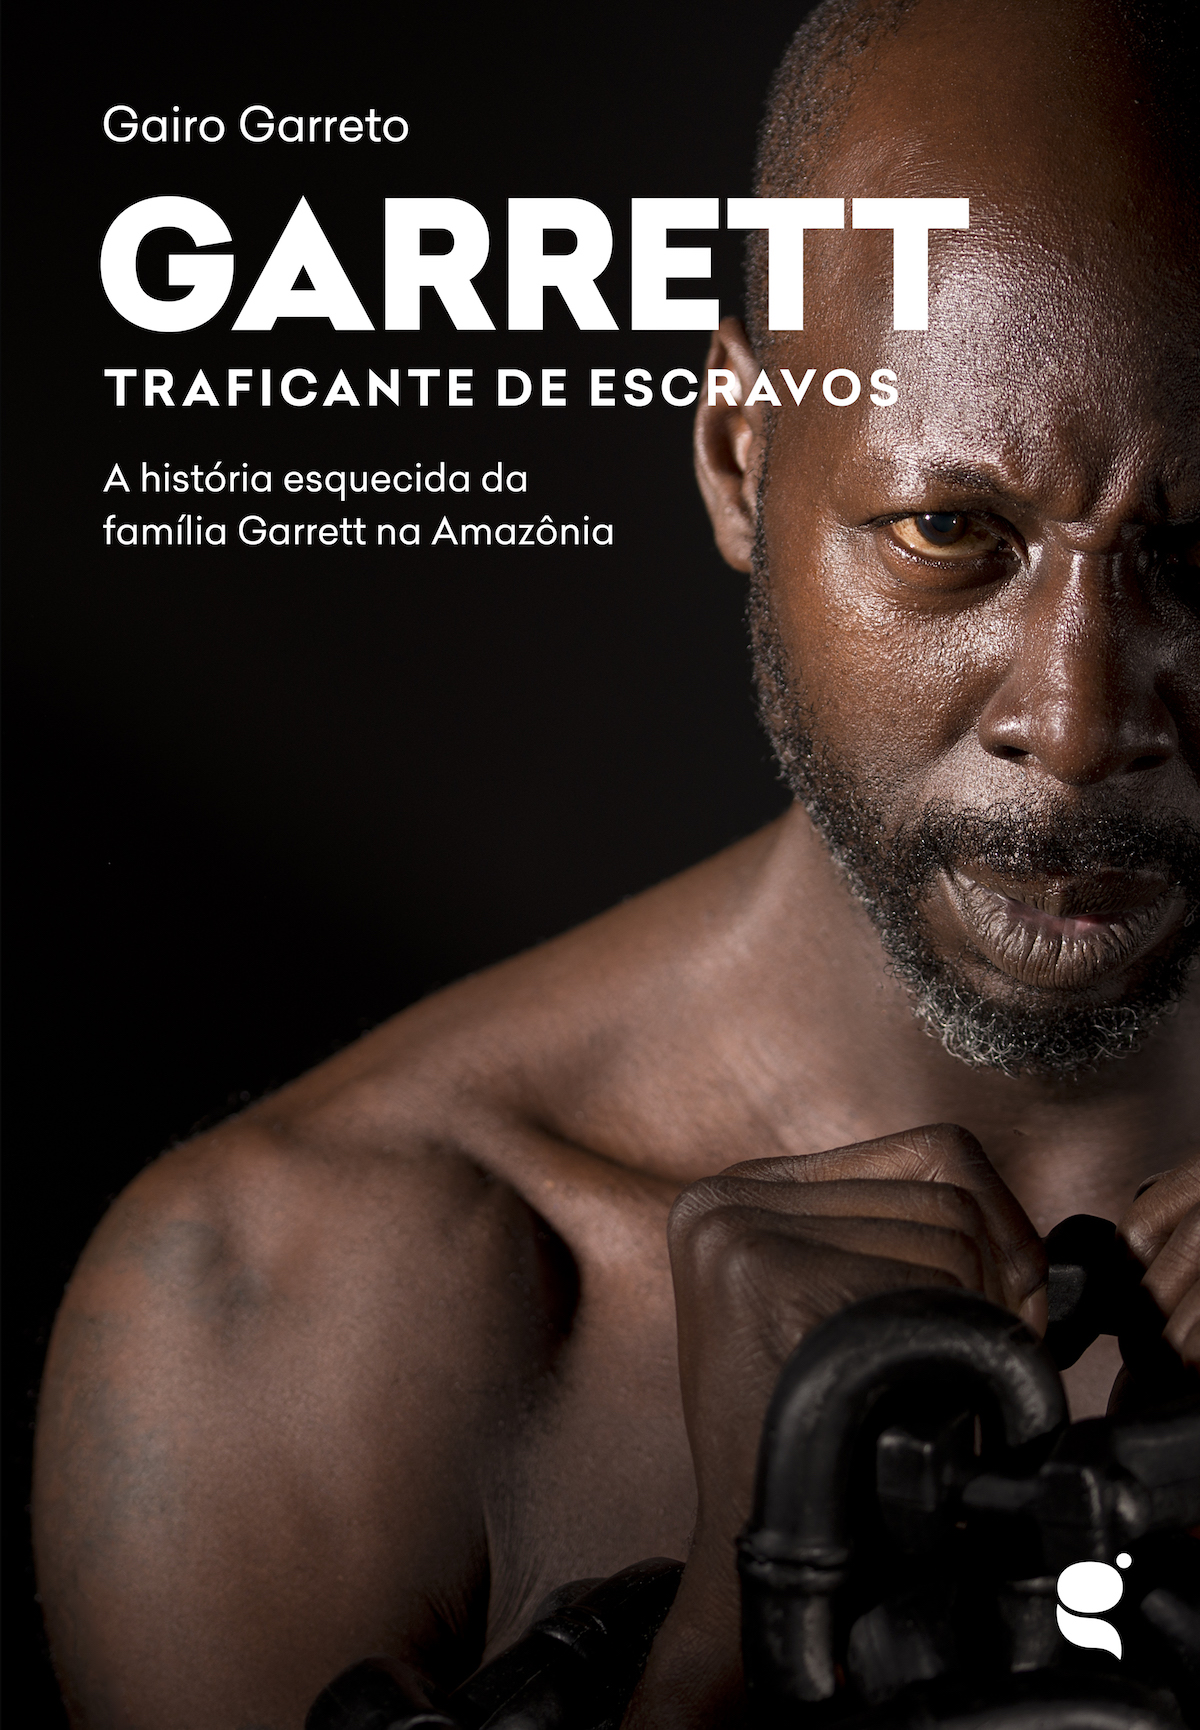 Gairo Garreto
GARRETT
TRAFICANTE DE ESCRAVOS
A história esquecida da
família Garrett na Amazônia